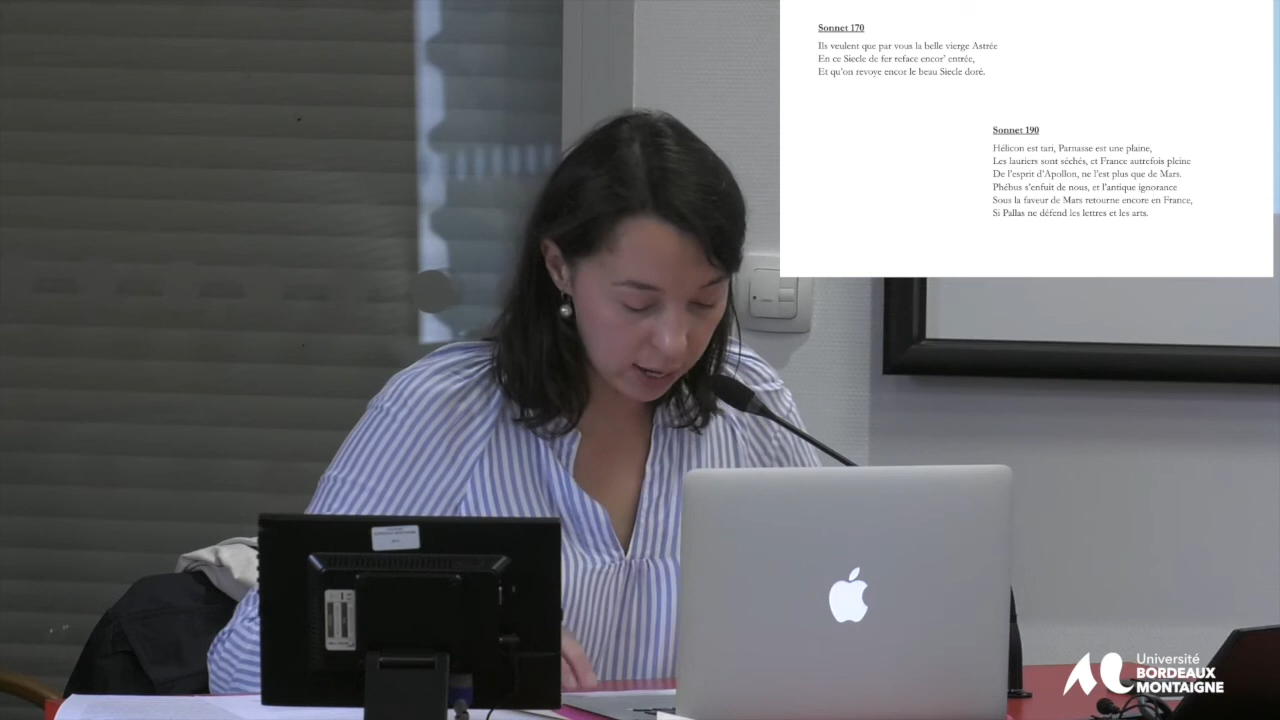 Sonnet 170
Ils veulent que par vous la belle vierge Astrée
En ce Siecle de fer reface encor' entrée,
Et qu'on revoye encor le beau Siecle doré.
Sonnet 190
Hélicon est tari, Parnasse est une plaine,
Les lauriers sont séchés, et France autrefois pleine
De l'esprit d'Apollon, ne l'est plus que de Mars.
Phébus s'enfuit de nous, et l'antique ignorance
Sous la faveur de Mars retourne encore en France,
Si Pallas ne défend les lettres et les arts.
Université
BORDEAUX
MONTAIGNE